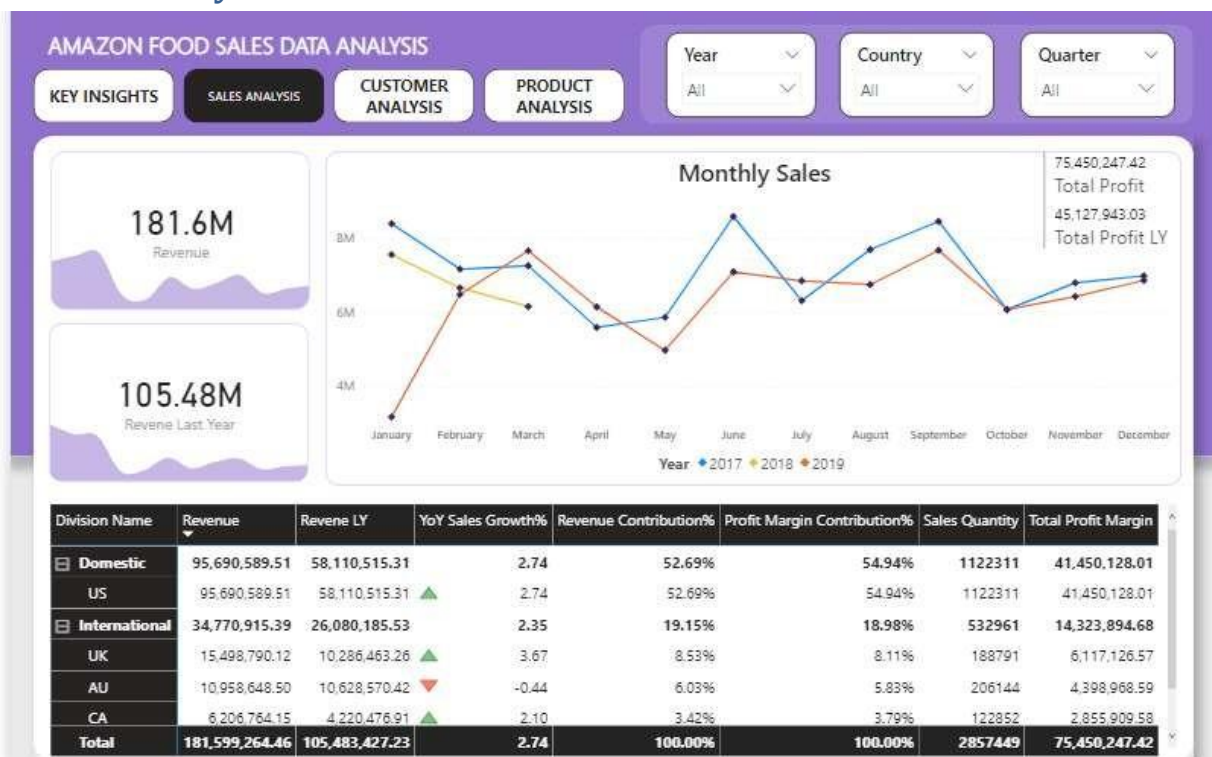 AMAZON FOOD SALES DATA ANALYSIS
KEY INSIGHTS
SALES ANALYSIS
CUSTOMER
ANALYSIS
PRODUCT
ANALYSIS
Year
All
Country
All
Quarter
All
181.6M
Revenue
105.48M
Revene Last Year
Monthly Sales
75,450,247.42
Total Profit
45,127,943.03
Total Profit LY
8M
6M
4M
January February March April May June July August September October November December
Year 2017 2018 2019
Division Name Revenue Revene LY YoY Sales Growth% Revenue Contribution% Profit Margin Contribution% Sales Quantity Total Profit Margin
Domestic 95,690,589.51 58,110,515.31 2.74 52.69% 54.94% 1122311 41,450,128.01
US 95,690,589.51 58,110,515.31 2.74 52.69% 54.94% 1122311 41,450,128.01
International 34,770,915.39 26,080,185.53 2.35 19.15% 18.98% 532961 14,323,894.68
UK 15,498,790.12 10,286,463.26 3.67 8.53% 8.11% 188791 6,117,126.57
AU 10,958,648.50 10,628,570.42 -0.44 6.03% 5.83% 206144 4,398,968.59
CA 6,206,764.15 4,220,476.91 2.10 3.42% 3.79% 122852 2,855,909.58
Total 181,599,264.46 105,483,427.23 2.74 100.00% 100.00% 2857449 75,450,247.42